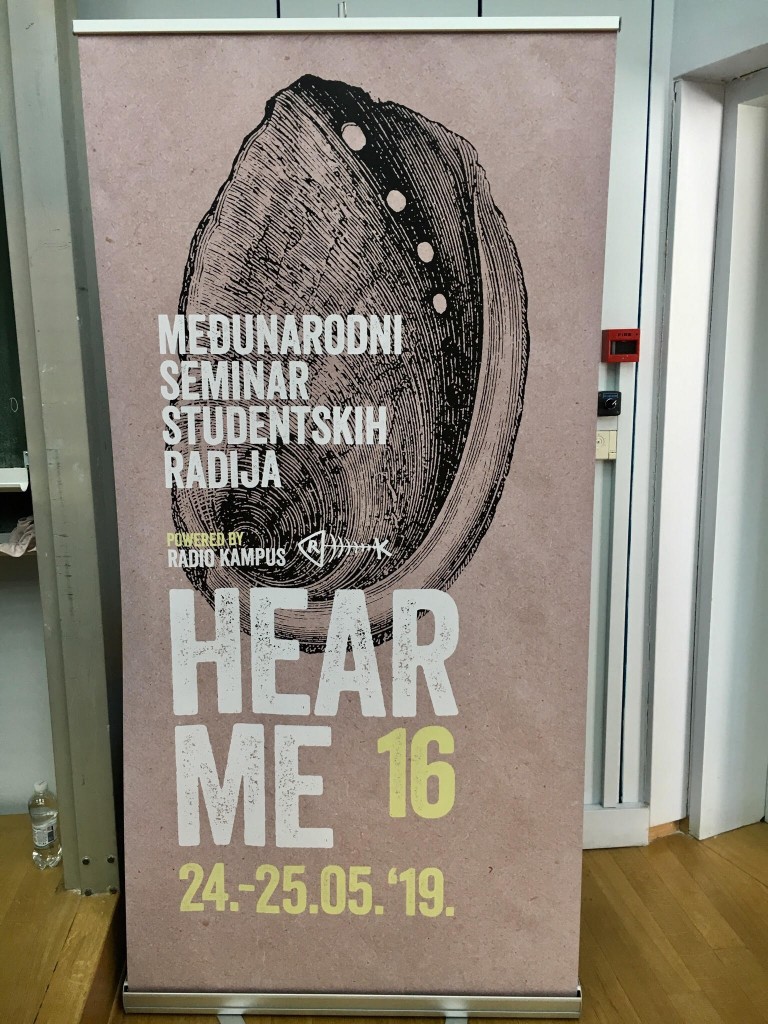 MEĐUNARODNI
SEMINAR
STUDENTSKIH
RADIJA
POWERED BY
RADIO KAMPUS
R K
HEAR
ME 16
24.-25.05.‘19.